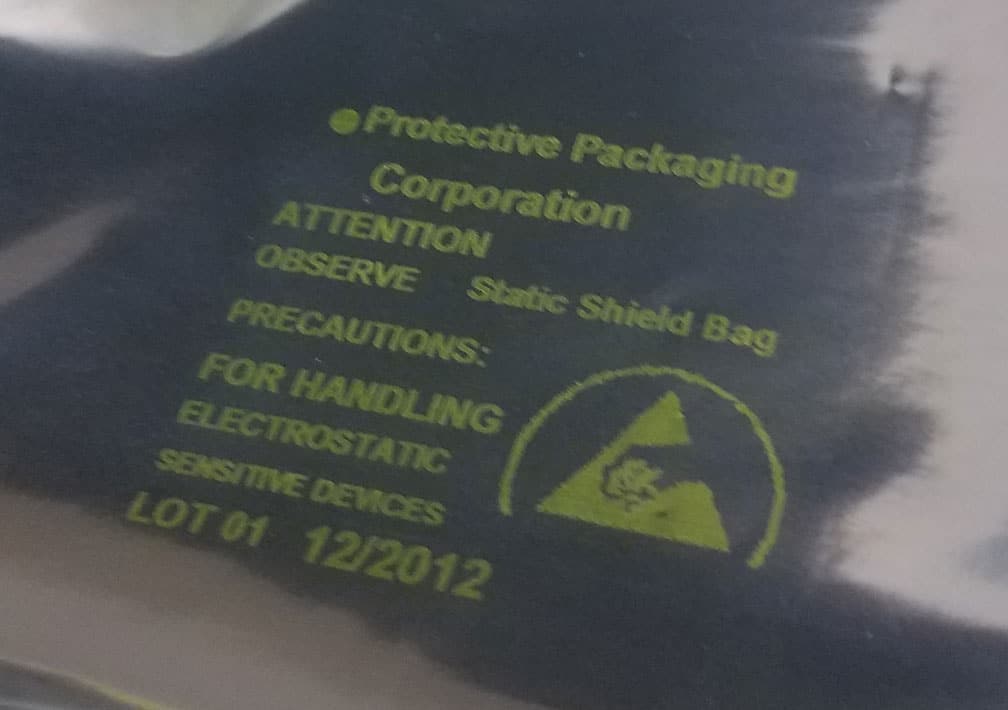 Protective Packaging
Corporation
ATTENTION
OBSERVE Static Shield Bag
PRECAUTIONS:
FOR HANDLING
ELECTROSTATIC
SENSITIVE DEVICES
LOT 01 12/2012